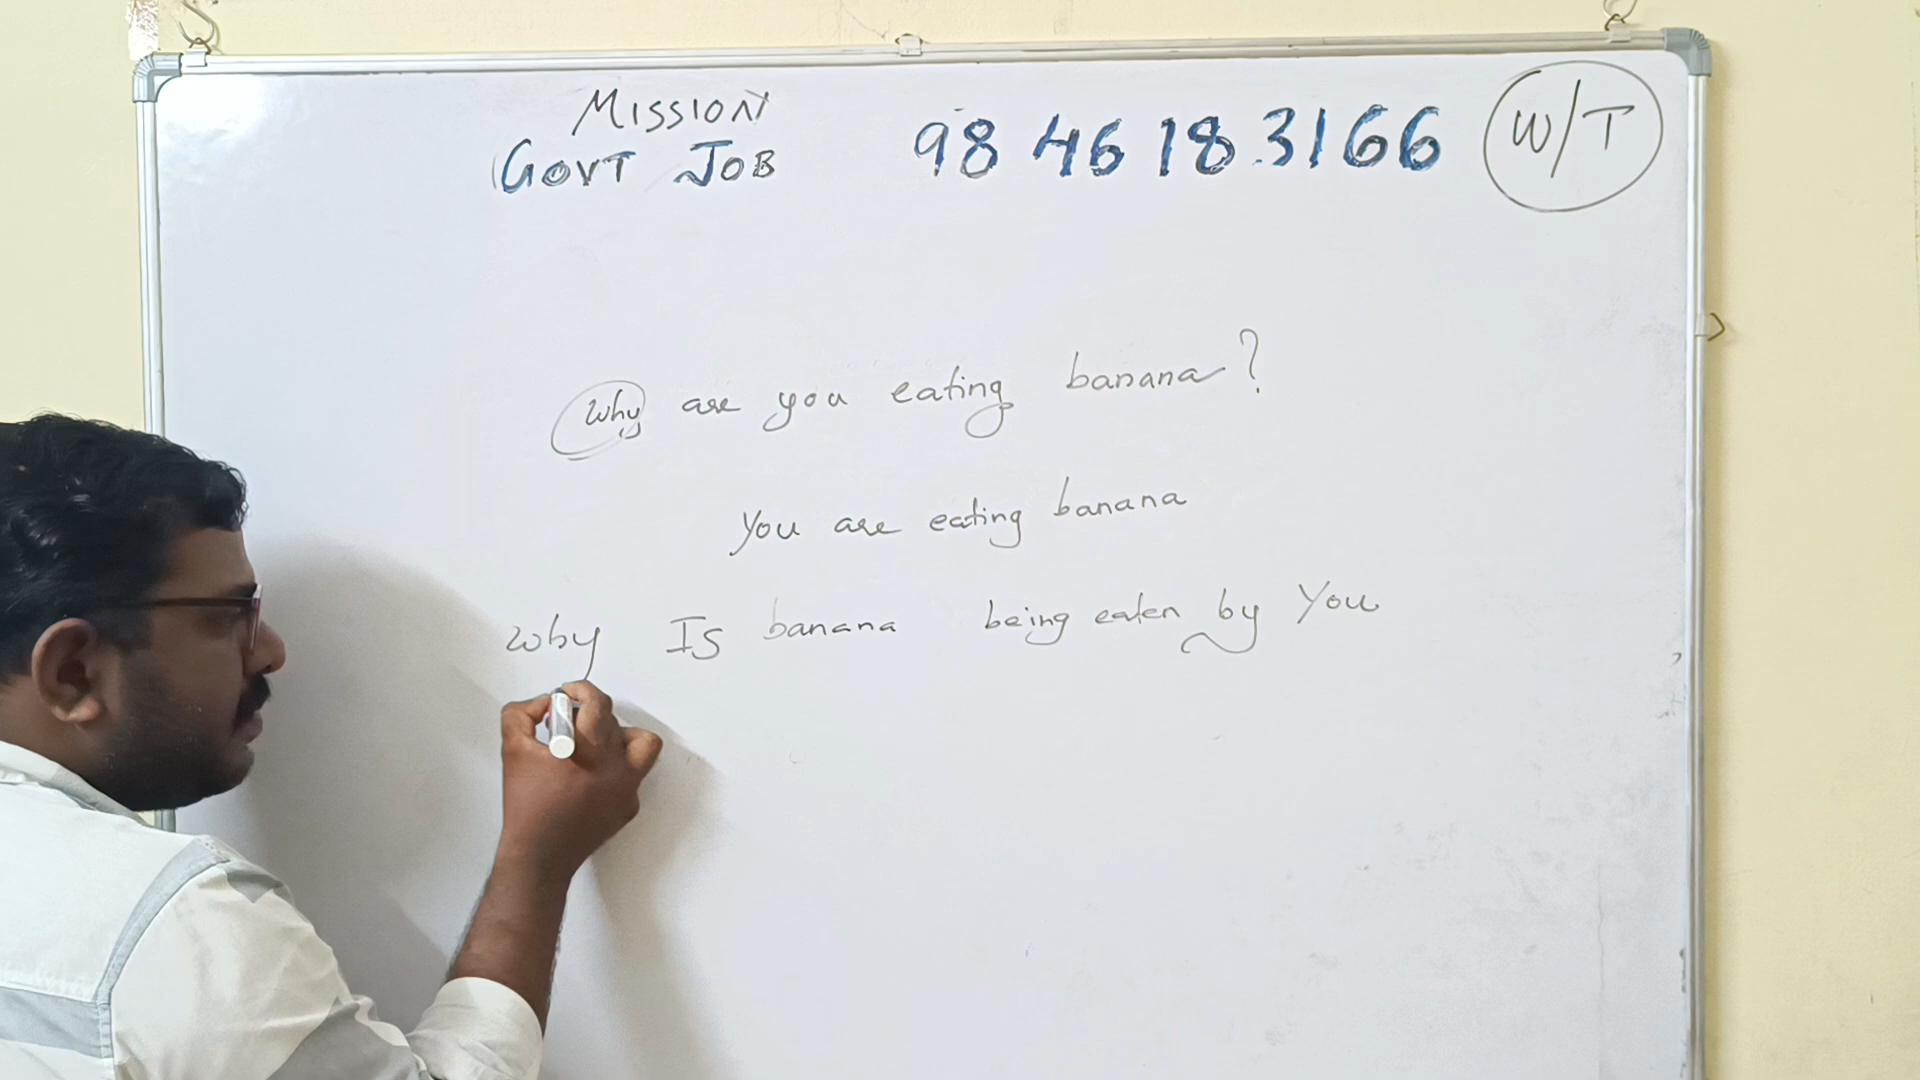 MISSION
GOVT JOB
98 46 18 3166
W/T
why are you eating banana?
You are eating banana
why Is banana being eaten by You